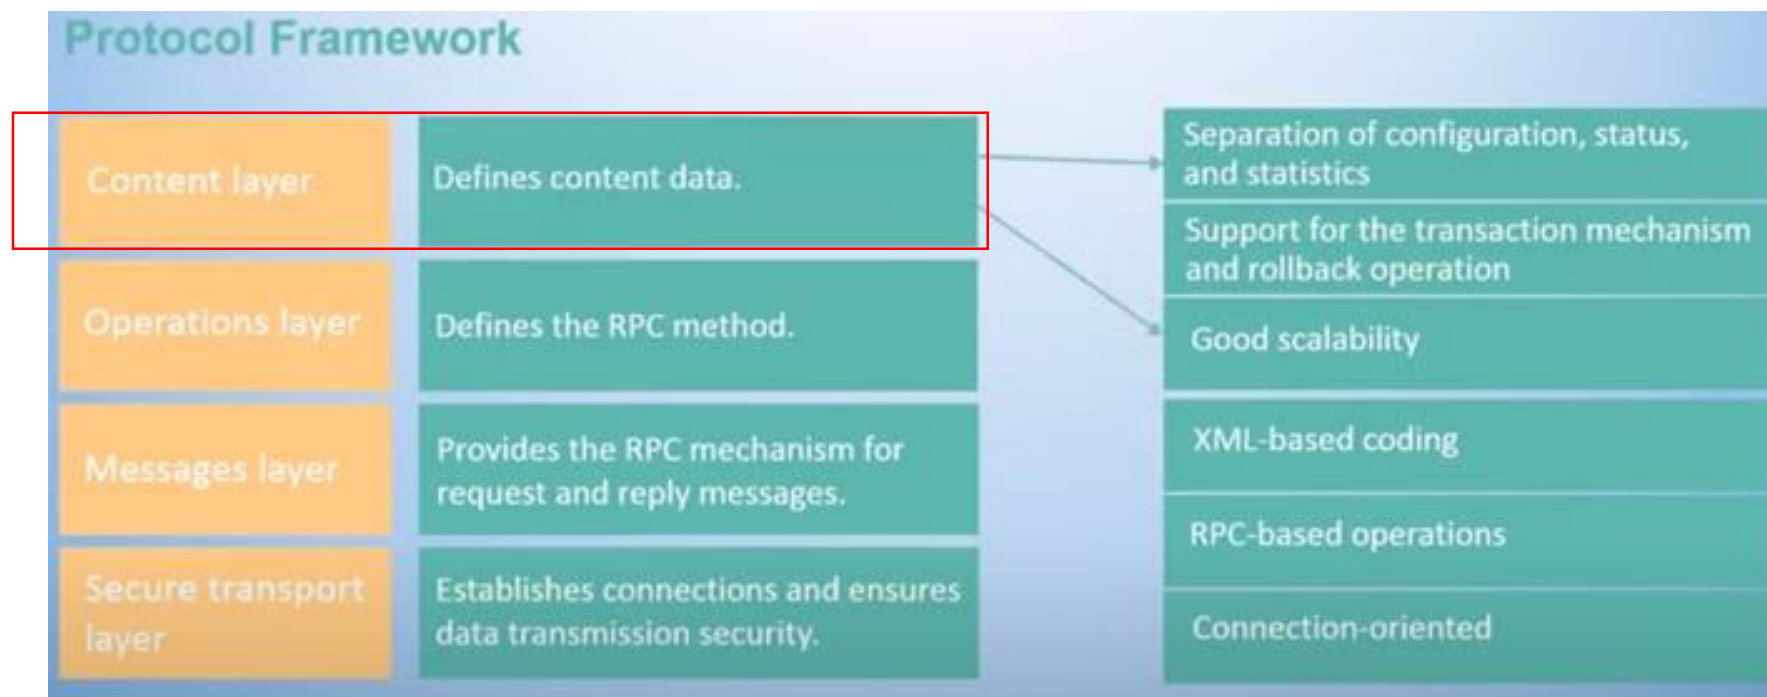 Protocol Framework
Content layer
Defines content data.
Separation of configuration, status,
and statistics
Support for the transaction mechanism
and rollback operation
Operations layer
Defines the RPC method.
Good scalability
Messages layer
Provides the RPC mechanism for
request and reply messages.
XML-based coding
RPC-based operations
Secure transport
layer
Establishes connections and ensures
data transmission security.
Connection-oriented